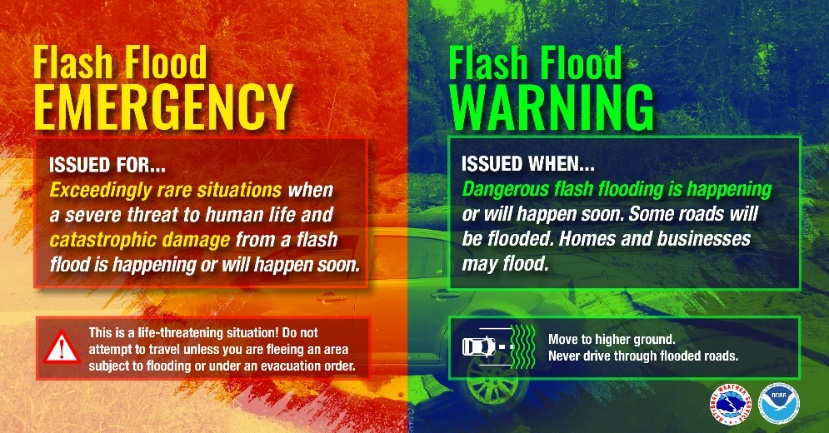 Flash Flood
EMERGENCY
ISSUED FOR...
Exceedingly rare situations when
a severe threat to human life and
catastrophic damage from a flash
flood is happening or will happen soon.
This is a life-threatening situation! Do not
attempt to travel unless you are fleeing an area
subject to flooding or under an evacuation order.
Flash Flood
WARNING
ISSUED WHEN...
Dangerous flash flooding is happening
or will happen soon. Some roads will
be flooded. Homes and businesses
may flood.
Move to higher ground.
Never drive through flooded roads.
NATIONAL WEATHER SERVICE
NOAA